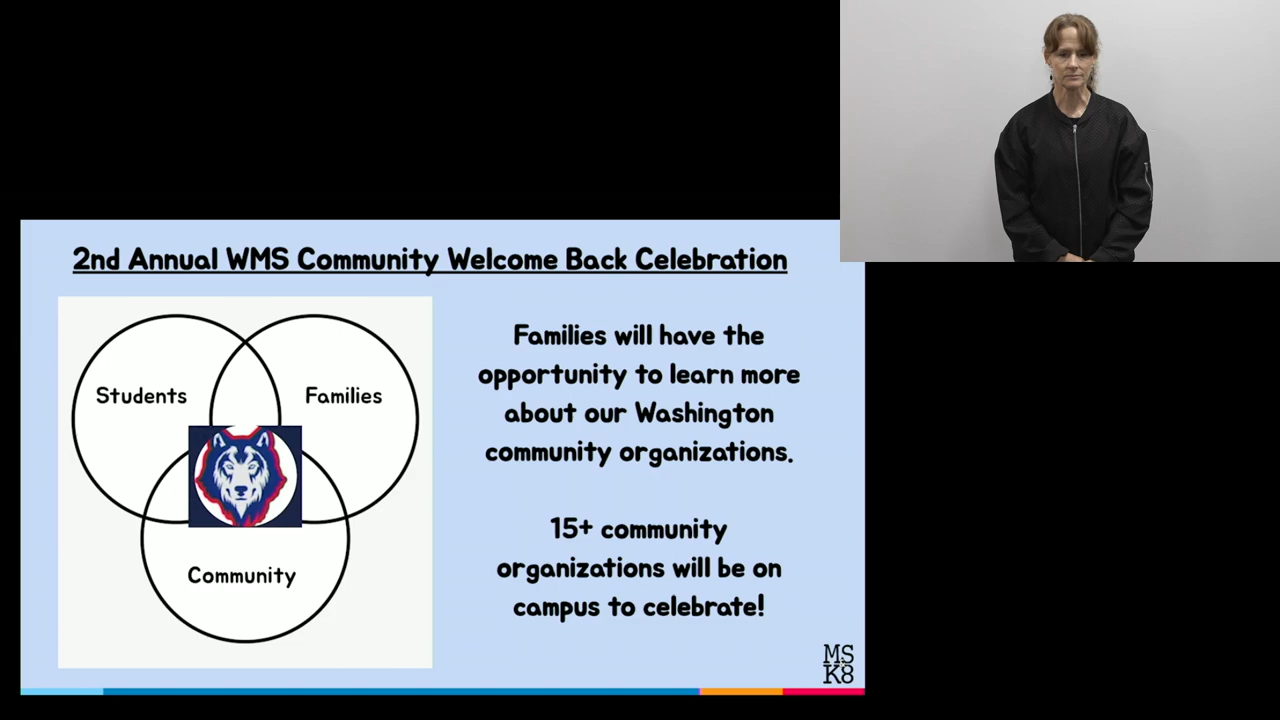 2nd Annual WMS Community Welcome Back Celebration
Students
Families
Community
Families will have the
opportunity to learn more
about our Washington
community organizations.
15+ community
organizations will be on
campus to celebrate!
MS
K8